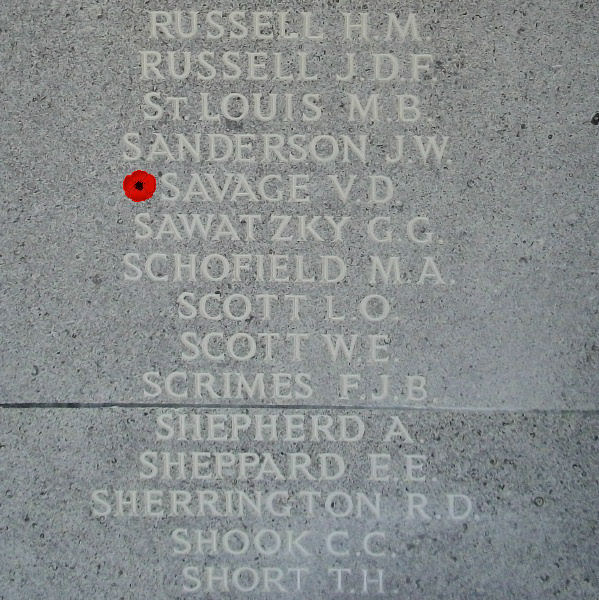 RUSSELL H.M.
RUSSELL J.D.F.
ST. LOUIS M.B.
SANDERSON J.W.
SAVAGE V.D.
SAWATZKY G.G.
SCHOFIELD M.A.
SCOTT L.O.
SCOTT W.E.
SCRIMES F.J.B.
SHEPHERD A.
SHEPPARD E.E.
SHERRINGTON R.D.
SHOOK C.C.
SHORT T.H.